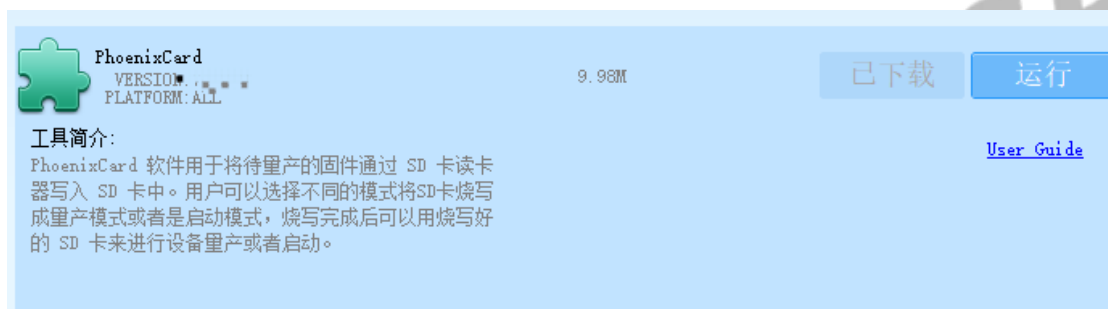 PhoenixCard
VERSION
PLATFORM:ALL
9.98M
已下载
运行
工具简介:
User Guide
PhoenixCard 软件用于将待量产的固件通过 SD 卡读卡
器写入 SD 卡中。用户可以选择不同的模式将SD卡烧写
成量产模式或者是启动模式，烧写完成后可以用烧写好
的 SD 卡来进行设备量产或者启动。